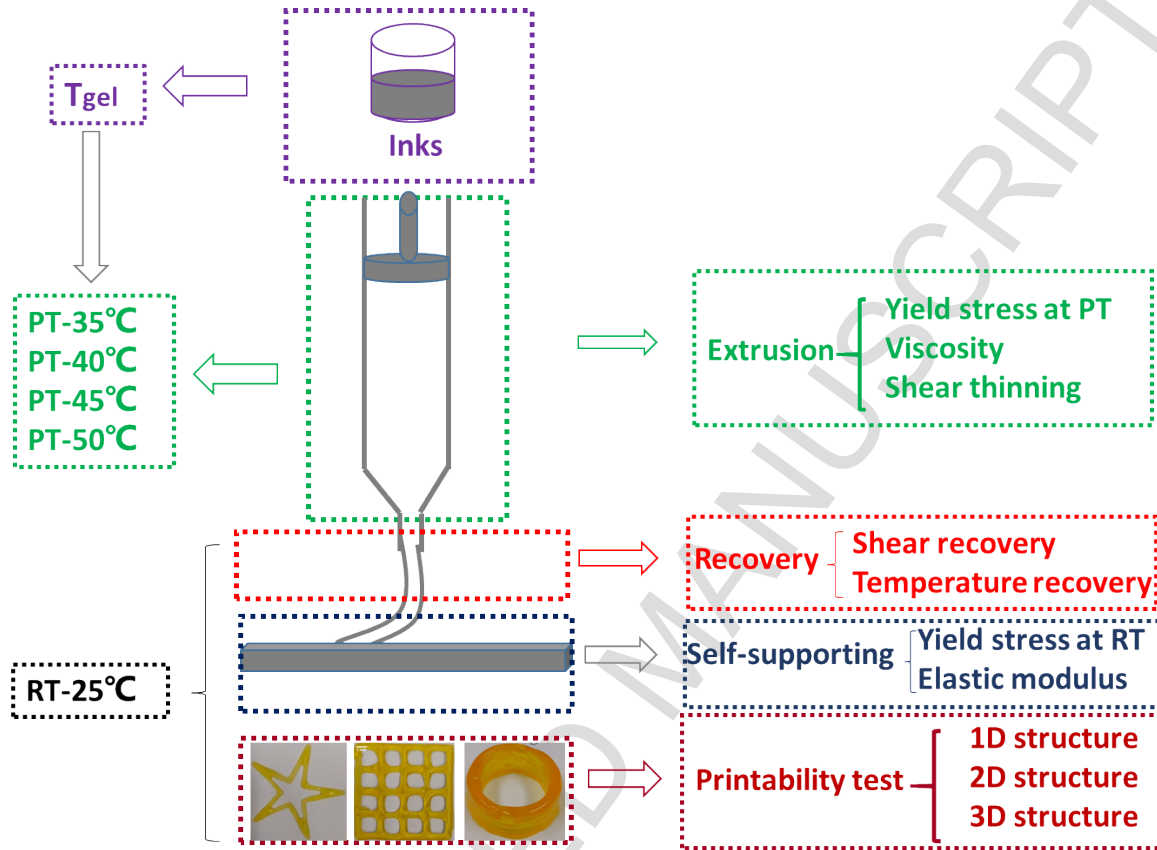 Inks
Tgel
PT-35℃
PT-40℃
PT-45℃
PT-50℃
Extrusion
Yield stress at PT
Viscosity
Shear thinning
Recovery
Shear recovery
Temperature recovery
Self-supporting
Yield stress at RT
Elastic modulus
RT-25℃
Printability test
1D structure
2D structure
3D structure
D MANUSCRIPT